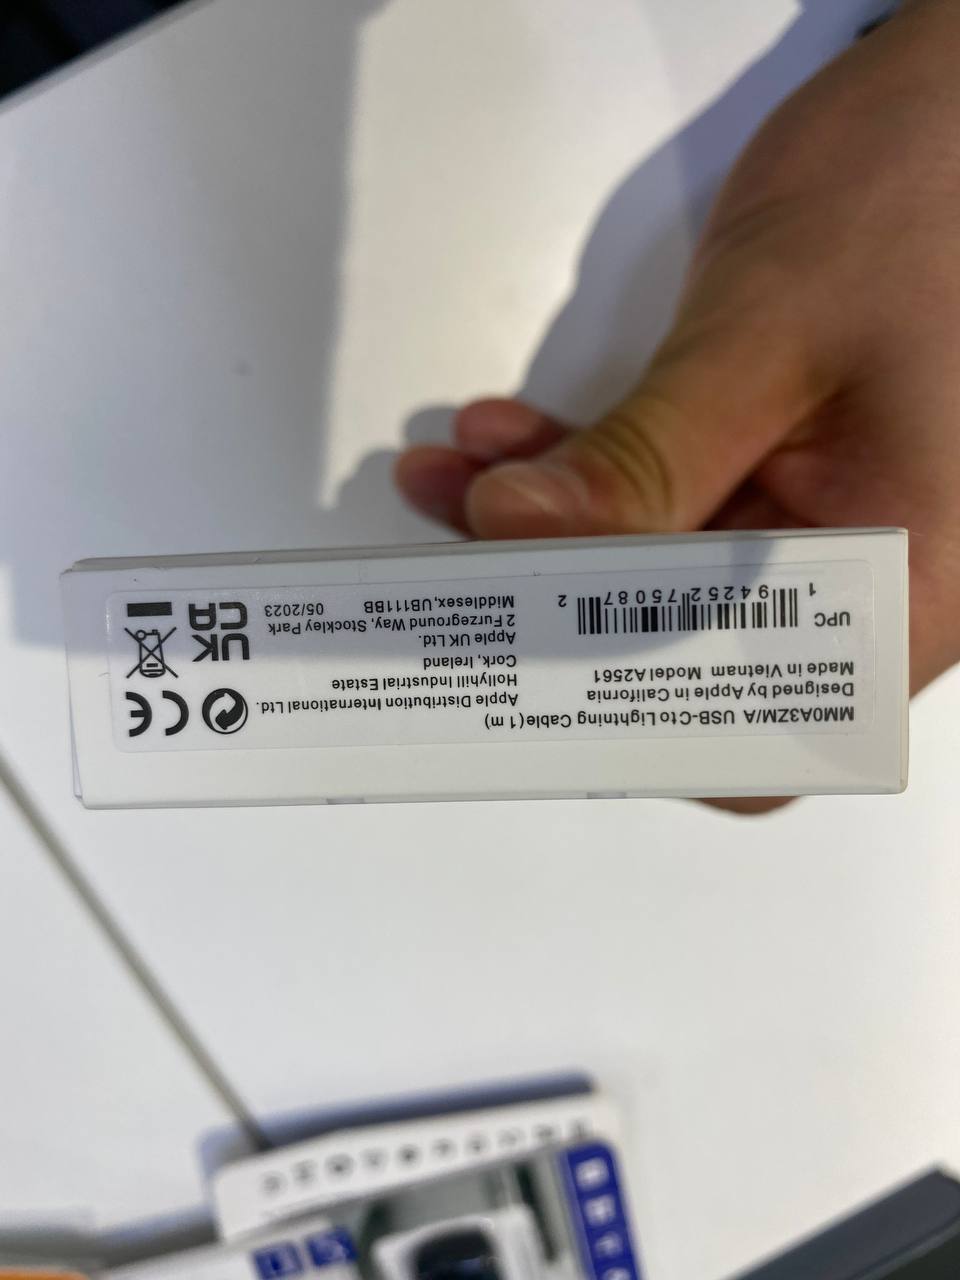 MM0A3ZM/A USB-C to Lightning Cable (1 m)
Designed by Apple in California
Made in Vietnam Model A2561
UPC
1 94252 75087 2
Apple Distribution International Ltd.
Hollyhill Industrial Estate
Cork, Ireland
Apple UK Ltd.
2 Furzeground Way, Stockley Park
Middlesex, UB111BB 05/2023
CE
UK
CA